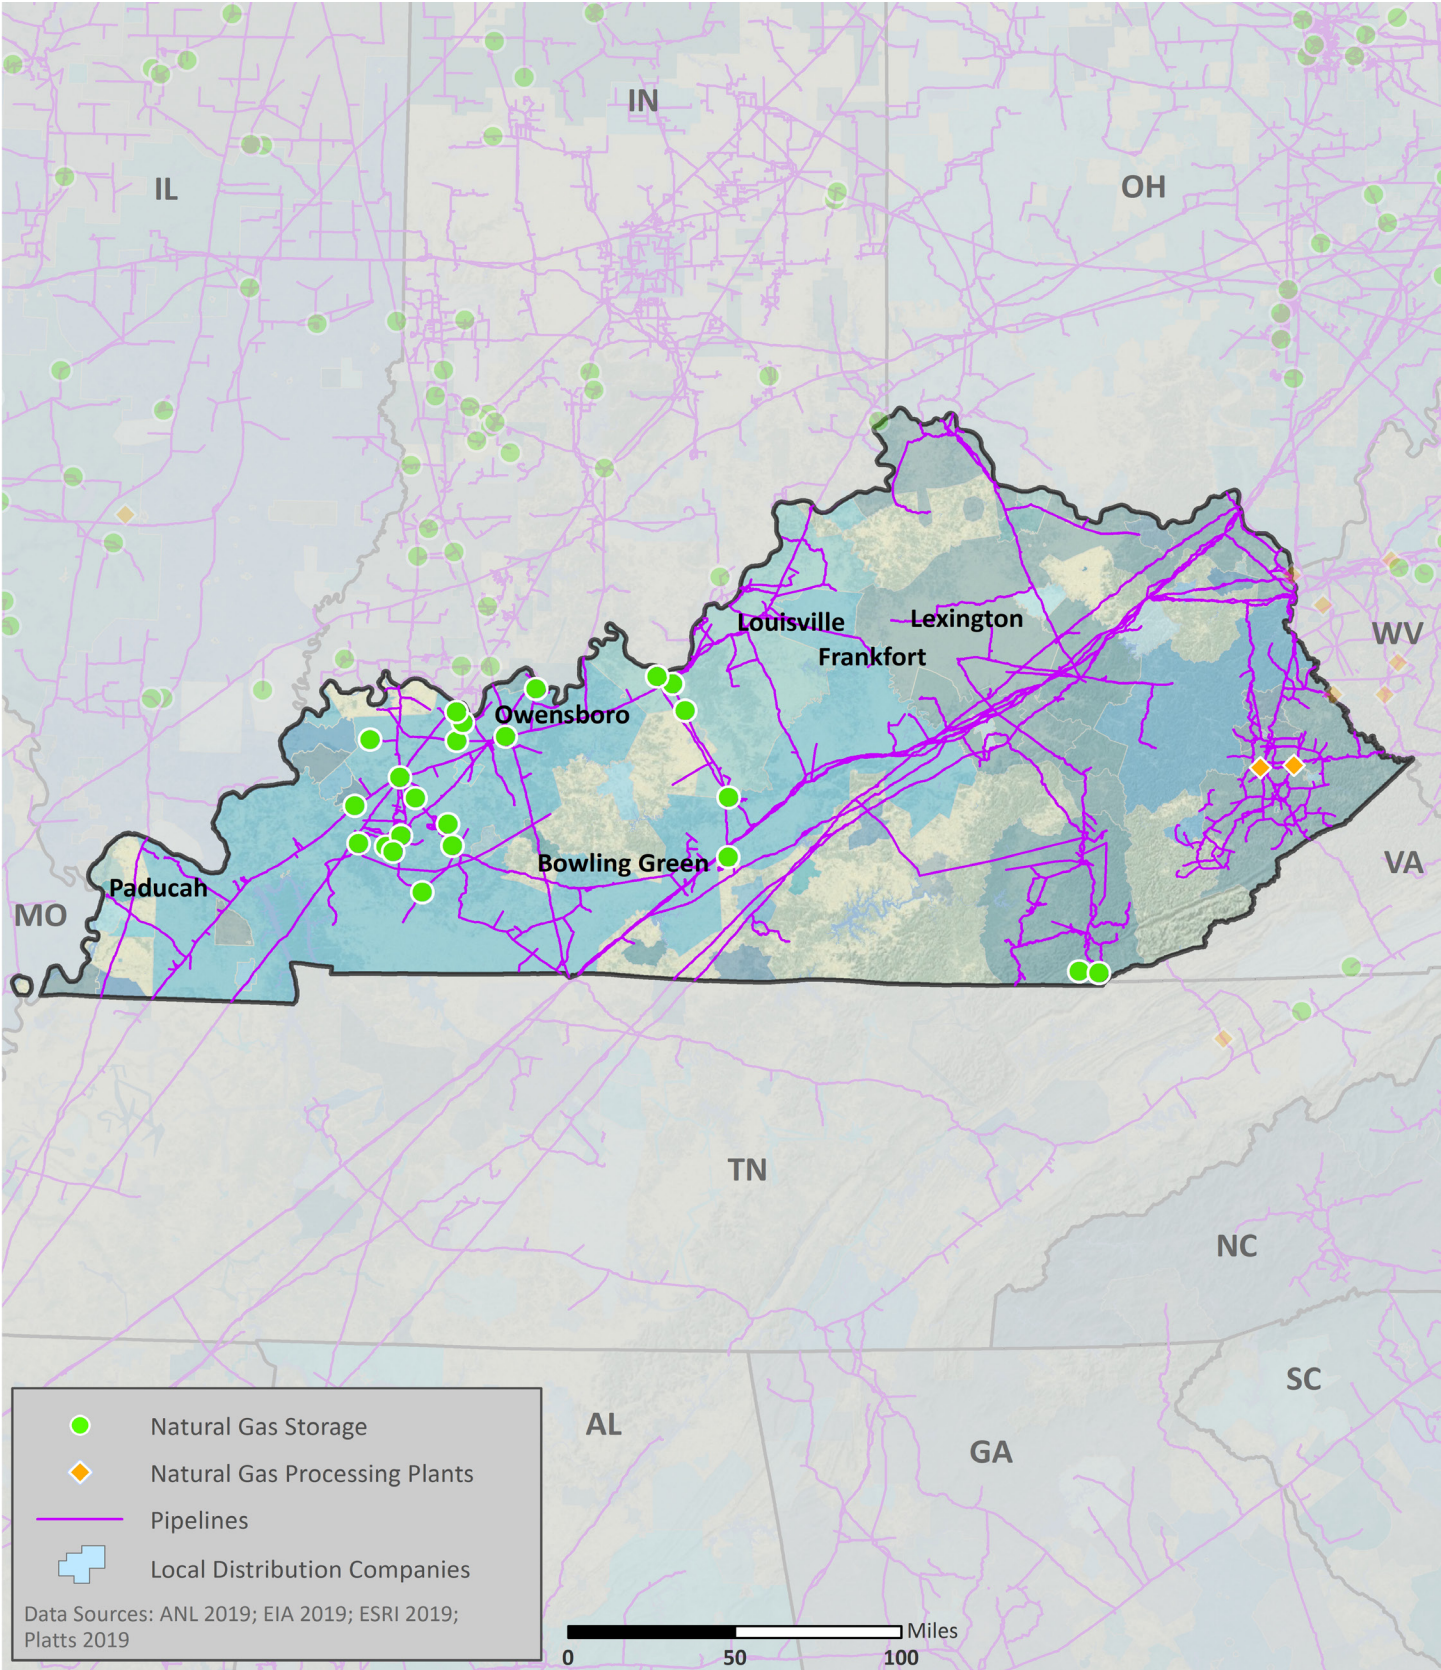 IN
IL
OH
Louisville
Lexington
Frankfort
WV
Owensboro
Bowling Green
VA
Paducah
MO
TN
NC
SC
AL
GA
Natural Gas Storage
Natural Gas Processing Plants
Pipelines
Local Distribution Companies
Data Sources: ANL 2019; EIA 2019; ESRI 2019;
Platts 2019
Miles
0 50 100